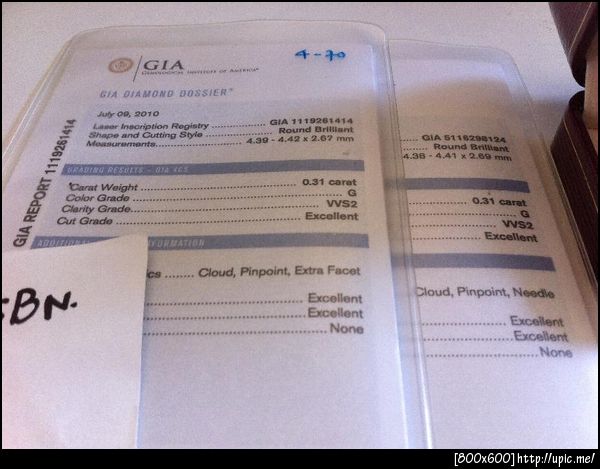 4-70
GIA
GEMOLOGICAL INSTITUTE OF AMERICA®
GIA DIAMOND DOSSIER®
July 09, 2010
Laser Inscription Registry ........ GIA 1119261414
Shape and Cutting Style ........ Round Brilliant
Measurements........ 4.39 - 4.42 x 2.67 mm
GIA REPORT 1119261414
GRADING RESULTS - GIA 4CS
Carat Weight ........ 0.31 carat
Color Grade ........ G
Clarity Grade........ VVS2
Cut Grade ........ Excellent
ADDITIONAL INFORMATION
ics ........ Cloud, Pinpoint, Extra Facet
Excellent
Excellent
None
BN.
GIA 5116298124
Round Brilliant
4.38 - 4.41 x 2.69 mm
0.31 carat
G
VVS2
Excellent
Cloud, Pinpoint, Needle
Excellent
Excellent
None
[800x600]http://upic.me/